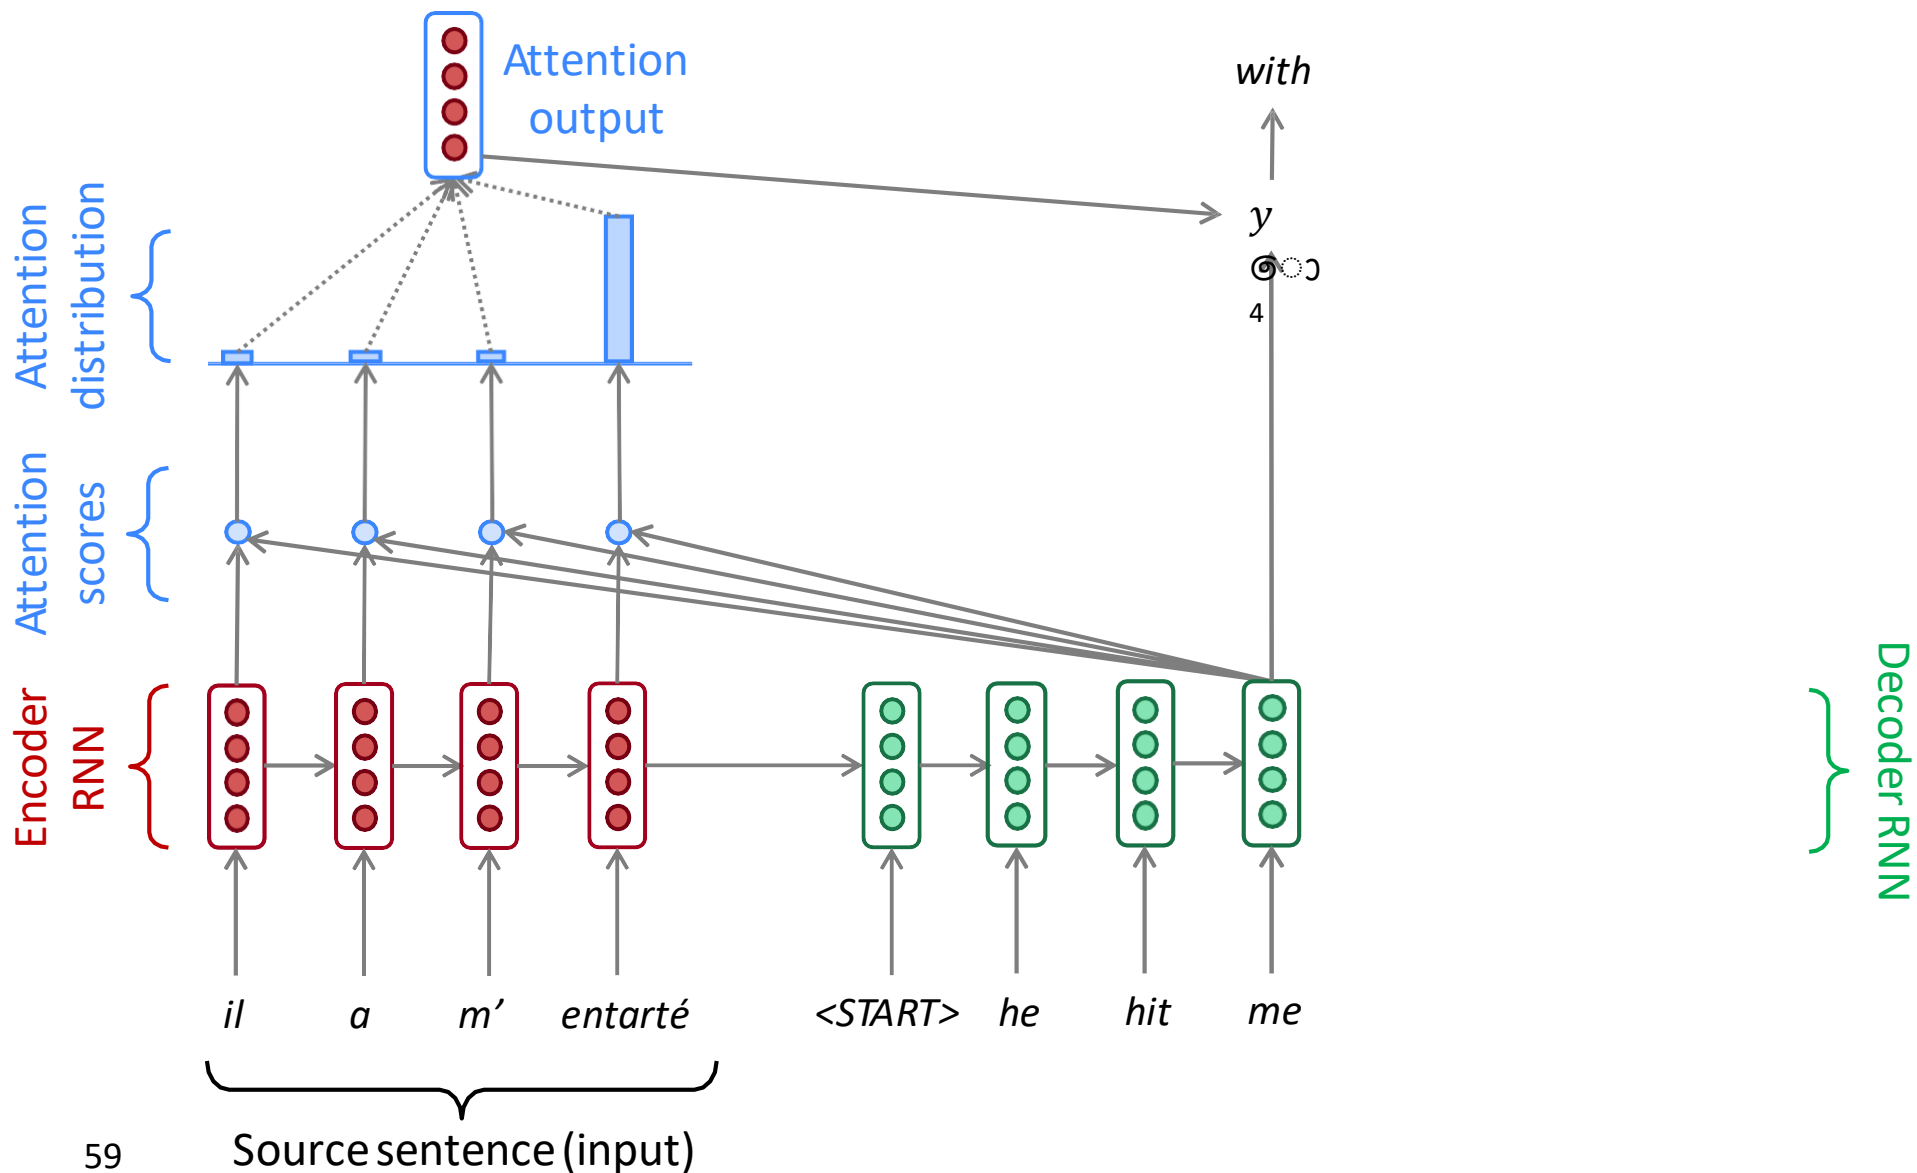 Attention
output
with
y
4
Attention
distribution
Attention
scores
Encoder
RNN
Decoder RNN
il a m’ entarté <START> he hit me
Source sentence (input)
59